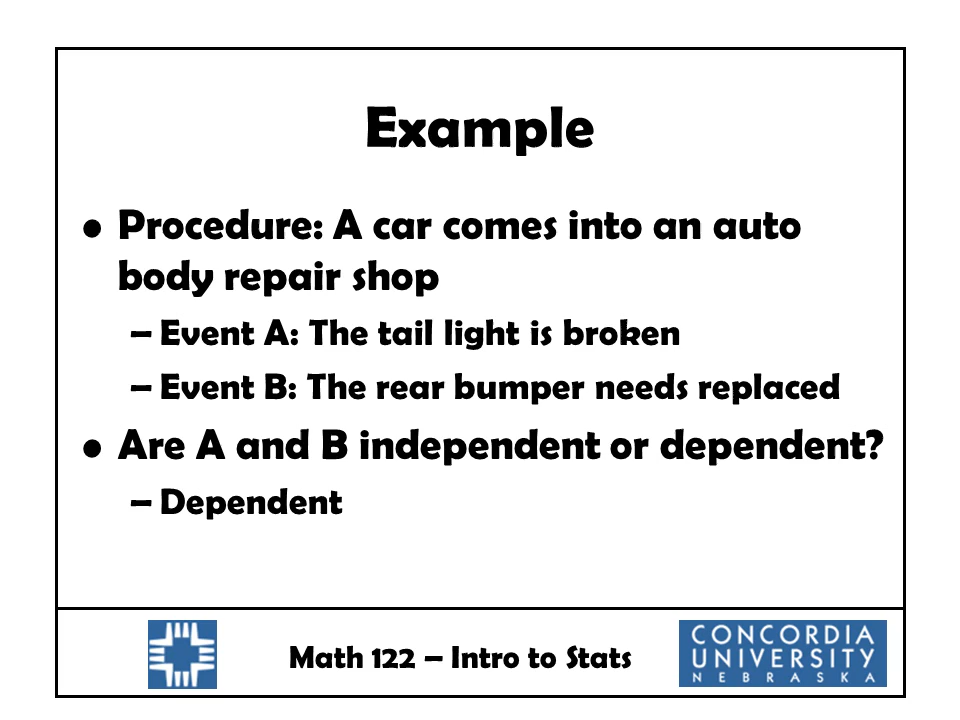 Example
• Procedure: A car comes into an auto
body repair shop
– Event A: The tail light is broken
– Event B: The rear bumper needs replaced
• Are A and B independent or dependent?
– Dependent
Math 122 – Intro to Stats
CONCORDIA
UNIVERSITY
NEBRASKA